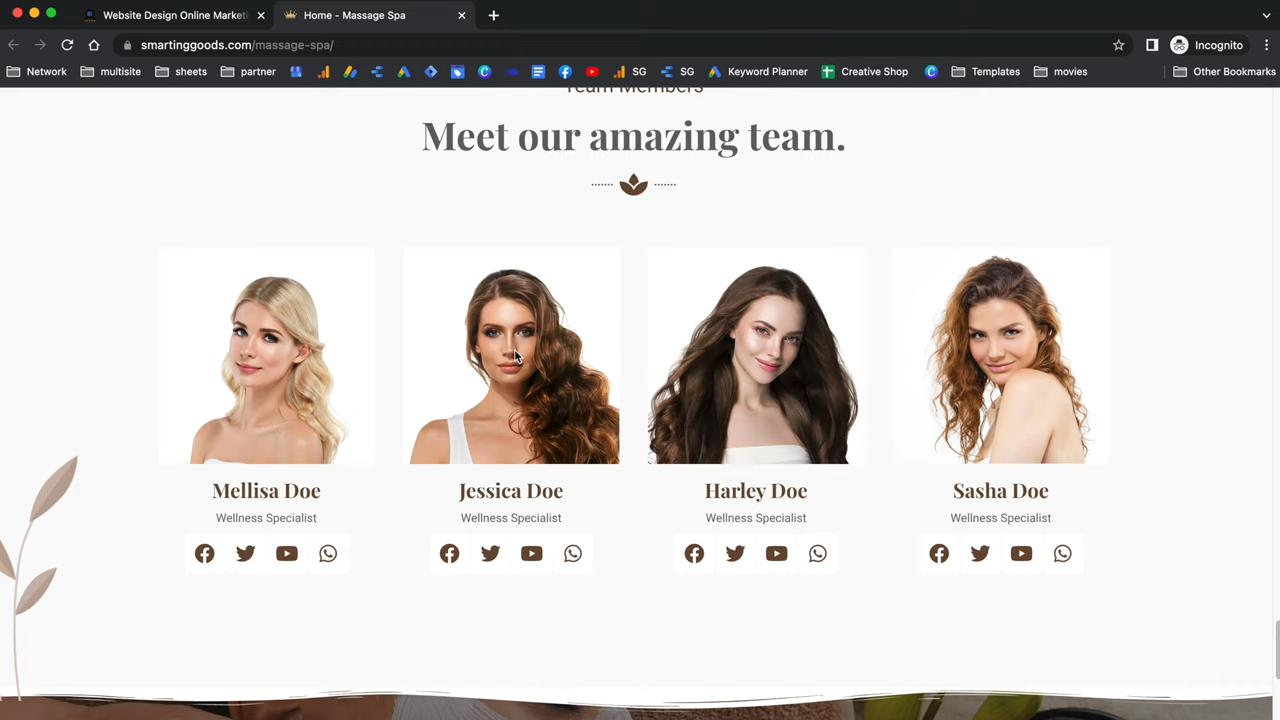 Website Design Online Marketi
Home - Massage Spa
smartinggoods.com/massage-spa/
Incognito
Network
multisite
sheets
partner
SG
SG
Keyword Planner
Creative Shop
Templates
movies
Other Bookmarks
Team Members
Meet our amazing team.
Mellisa Doe
Jessica Doe
Harley Doe
Sasha Doe
Wellness Specialist
Wellness Specialist
Wellness Specialist
Wellness Specialist